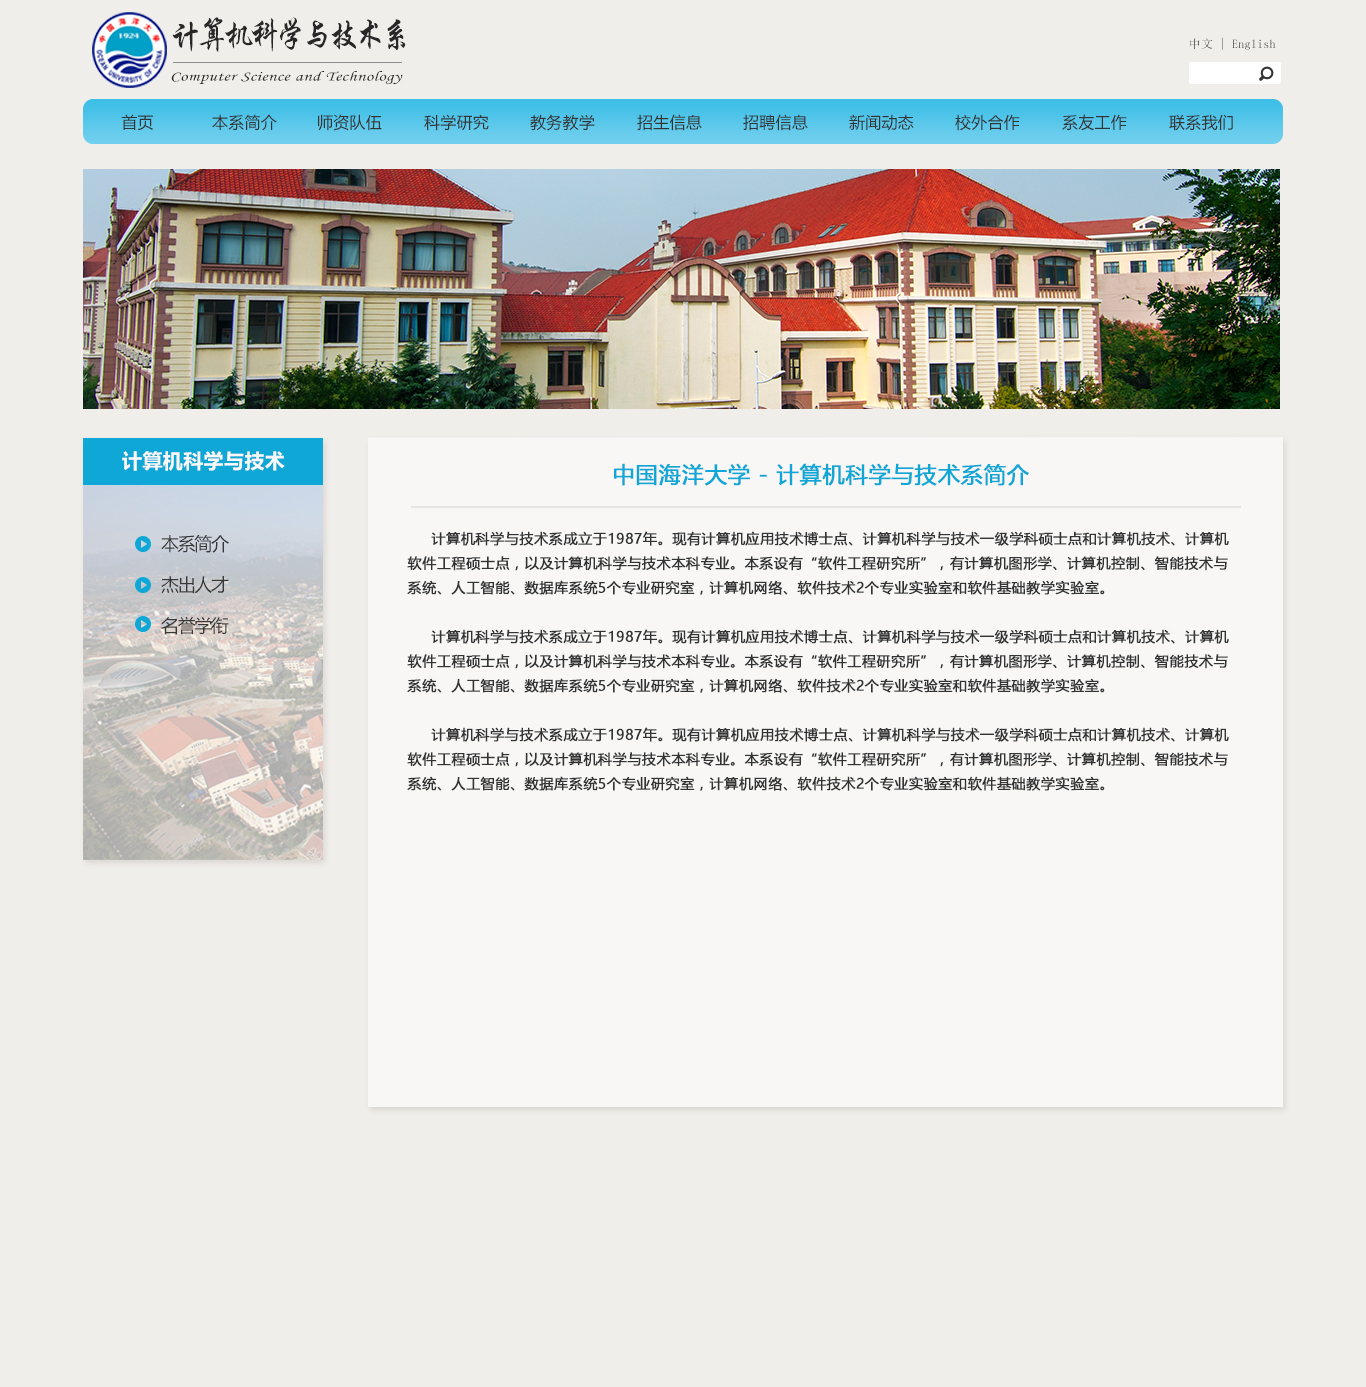 中国海洋大学
1924
OCEAN UNIVERSITY OF CHINA
计算机科学与技术系
Computer Science and Technology
中文 | English
首页 本系简介 师资队伍 科学研究 教务教学 招生信息 招聘信息 新闻动态 校外合作 系友工作 联系我们
计算机科学与技术
本系简介
杰出人才
名誉学衔
中国海洋大学 - 计算机科学与技术系简介
计算机科学与技术系成立于1987年。现有计算机应用技术博士点、计算机科学与技术一级学科硕士点和计算机技术、计算机
软件工程硕士点，以及计算机科学与技术本科专业。本系设有“软件工程研究所”，有计算机图形学、计算机控制、智能技术与
系统、人工智能、数据库系统5个专业研究室，计算机网络、软件技术2个专业实验室和软件基础教学实验室。
计算机科学与技术系成立于1987年。现有计算机应用技术博士点、计算机科学与技术一级学科硕士点和计算机技术、计算机
软件工程硕士点，以及计算机科学与技术本科专业。本系设有“软件工程研究所”，有计算机图形学、计算机控制、智能技术与
系统、人工智能、数据库系统5个专业研究室，计算机网络、软件技术2个专业实验室和软件基础教学实验室。
计算机科学与技术系成立于1987年。现有计算机应用技术博士点、计算机科学与技术一级学科硕士点和计算机技术、计算机
软件工程硕士点，以及计算机科学与技术本科专业。本系设有“软件工程研究所”，有计算机图形学、计算机控制、智能技术与
系统、人工智能、数据库系统5个专业研究室，计算机网络、软件技术2个专业实验室和软件基础教学实验室。